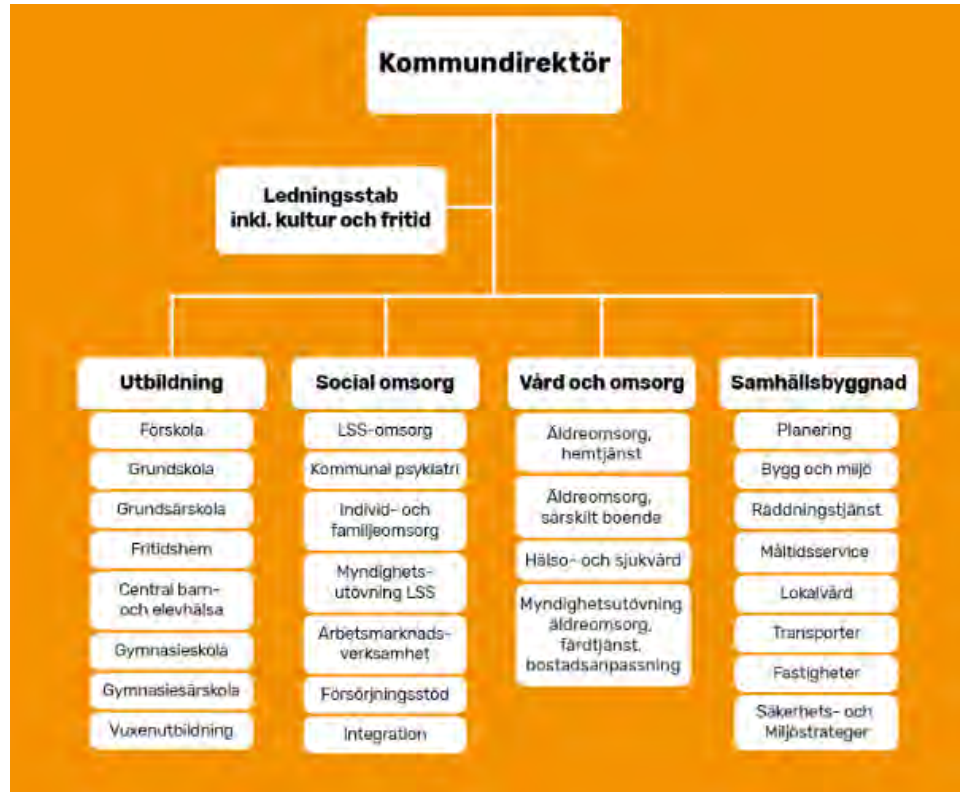 Kommundirektör
Ledningsstab
inkl. kultur och fritid
Utbildning
Förskola
Grundskola
Grundsärskola
Fritidshem
Central barn-
och elevhälsa
Gymnasieskola
Gymnasiesärskola
Vuxenutbildning
Social omsorg
LSS-omsorg
Kommunal psykiatri
Individ- och
familjeomsorg
Myndighets-
utövning LSS
Arbetsmarknads-
verksamhet
Försörjningsstöd
Integration
Vård och omsorg
Äldreomsorg,
hemtjänst
Äldreomsorg,
särskilt boende
Hälso- och sjukvård
Myndighetsutövning
äldreomsorg,
färdtjänst,
bostadsanpassning
Samhällsbyggnad
Planering
Bygg och miljö
Räddningstjänst
Måltidsservice
Lokalvård
Transporter
Fastigheter
Säkerhets- och
Miljöstrateger